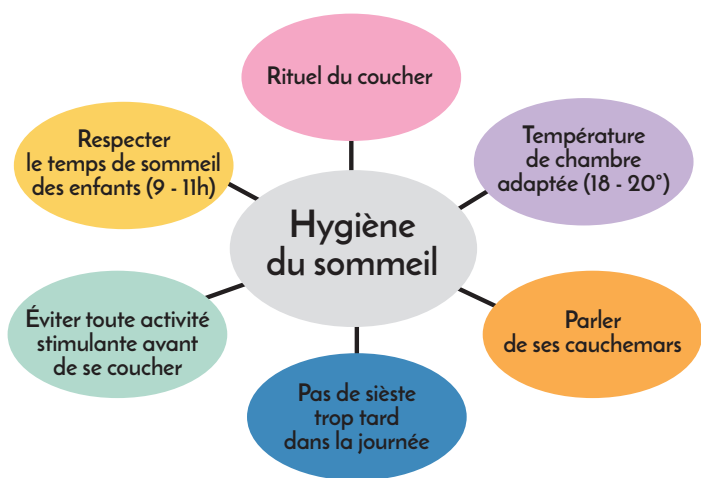 Rituel du coucher
Respecter
le temps de sommeil
des enfants (9 - 11h)
Température
de chambre
adaptée (18 - 20°)
Hygiène
du sommeil
Éviter toute activité
stimulante avant
de se coucher
Parler
de ses cauchemars
Pas de sièste
trop tard
dans la journée